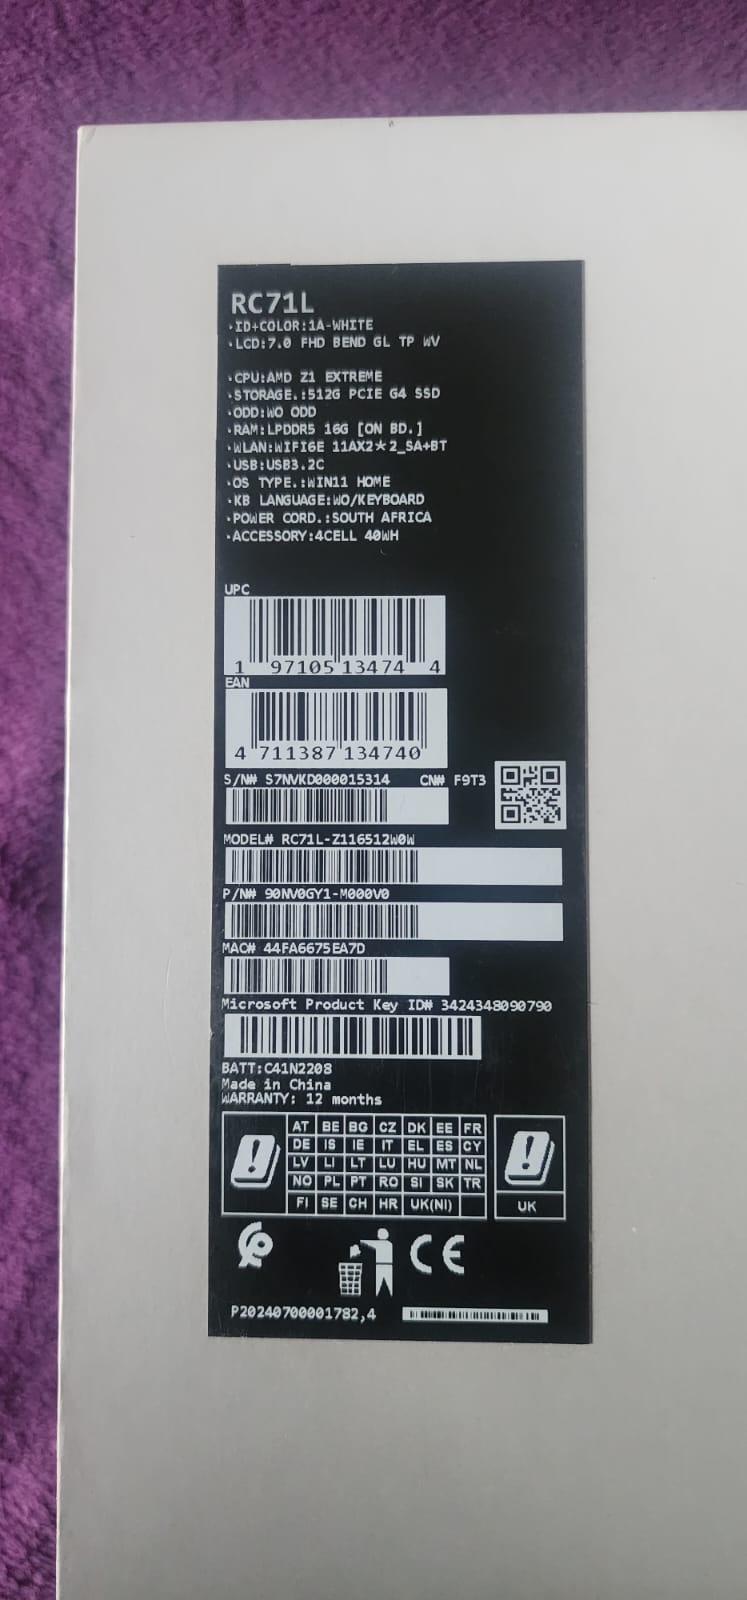 RC71L
·ID+COLOR:1A-WHITE
·LCD:7.0 FHD BEND GL TP WV
·CPU:AMD Z1 EXTREME
·STORAGE.:512G PCIE G4 SSD
·ODD:WO ODD
·RAM:LPDDR5 16G [ON BD.]
·WLAN:WIFI6E 11AX2*2_SA+BT
·USB:USB3.2C
·OS TYPE.:WIN11 HOME
·KB LANGUAGE:WO/KEYBOARD
·POWER CORD.:SOUTH AFRICA
·ACCESSORY:4CELL 40WH
UPC
1 97105 13474 4
EAN
4 711387 134740
S/N# S7NVKD000015314 CN# F9T3
MODEL# RC71L-Z116512W0W
P/N# 90NV0GY1-M000V0
MAC# 44FA6675EA7D
Microsoft Product Key ID# 3424348090790
BATT:C41N2208
Made in China
WARRANTY: 12 months
AT BE BG CZ DK EE FR
DE IS IE IT EL ES CY
LV LI LT LU HU MT NL
NO PL PT RO SI SK TR
FI SE CH HR UK(NI)
UK
CE
P20240700001782,4